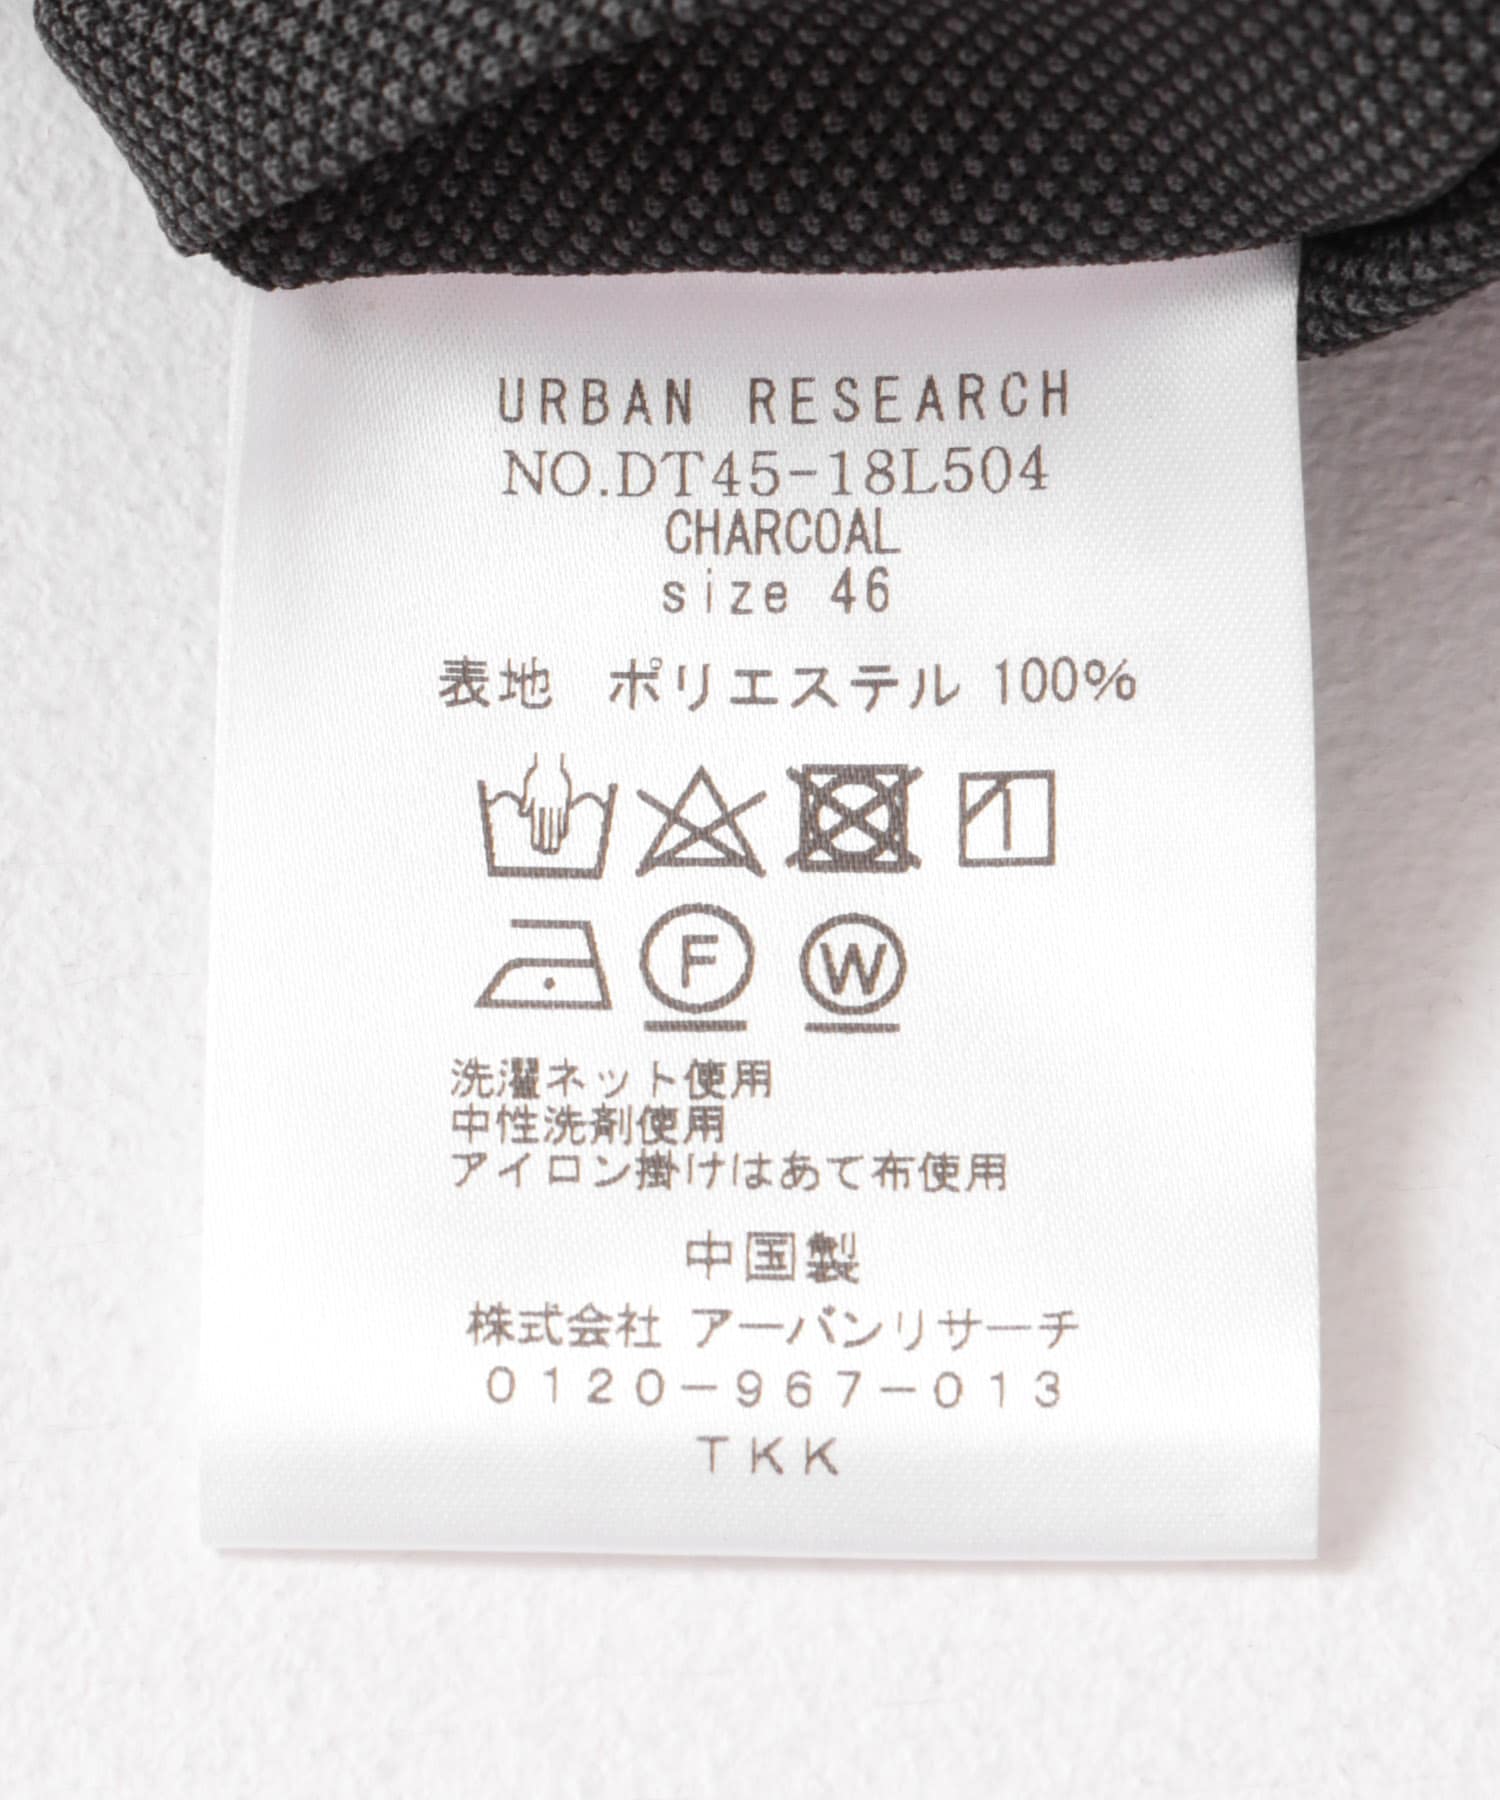 URBAN RESEARCH
NO.DT45-18L504
CHARCOAL
size 46
表地 ポリエステル 100%
F W
洗濯ネット使用
中性洗剤使用
アイロン掛けはあて布使用
中国製
株式会社 アーバンリサーチ
0120-967-013
TKK